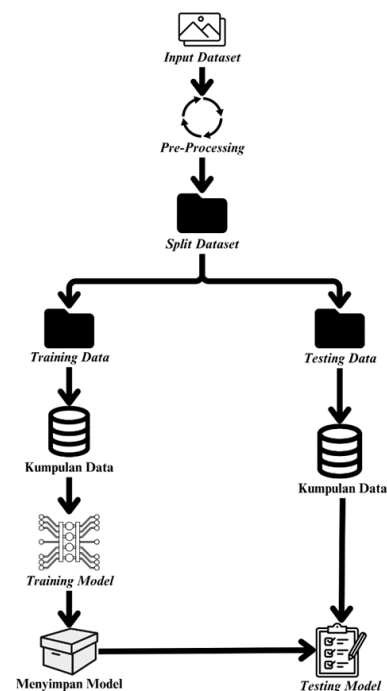 Input Dataset
Pre-Processing
Split Dataset
Training Data
Testing Data
Kumpulan Data
Kumpulan Data
Training Model
Menyimpan Model
Testing Model